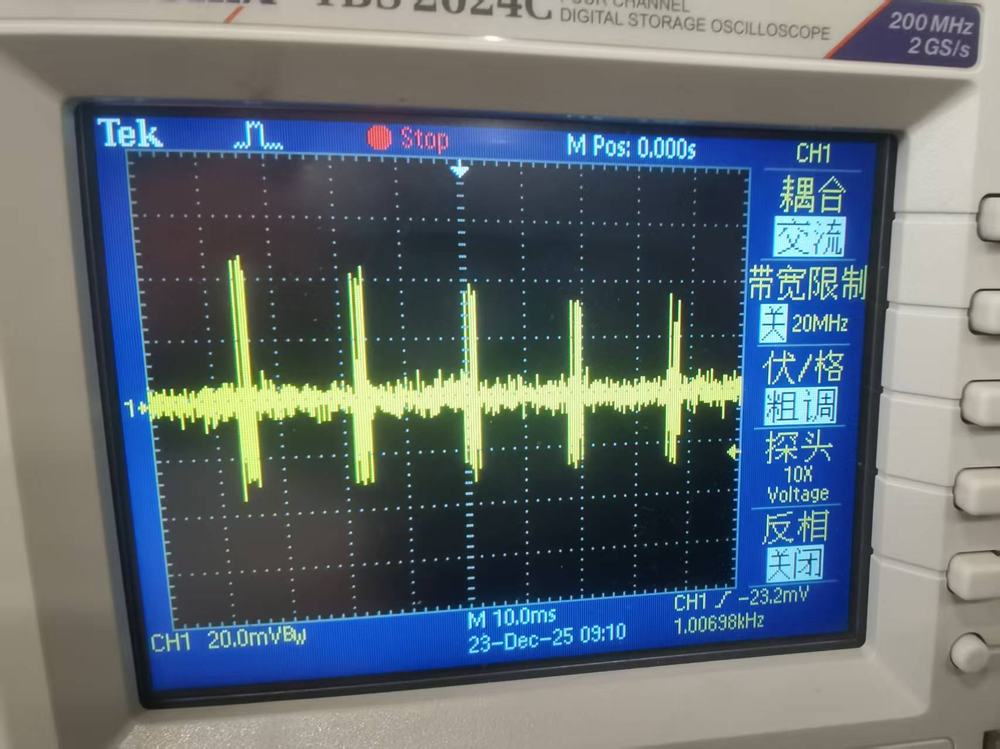 2024C
FOUR CHANNEL
DIGITAL STORAGE OSCILLOSCOPE
200 MHz
2 GS/s
Tek
Stop
M Pos: 0.000s
CH1
耦合
交流
带宽限制
关 20MHz
伏/格
粗调
探头
10X
Voltage
反相
关闭
1
CH1 20.0mVBW
M 10.0ms
23-Dec-25 09:10
CH1 -23.2mV
1.00698kHz